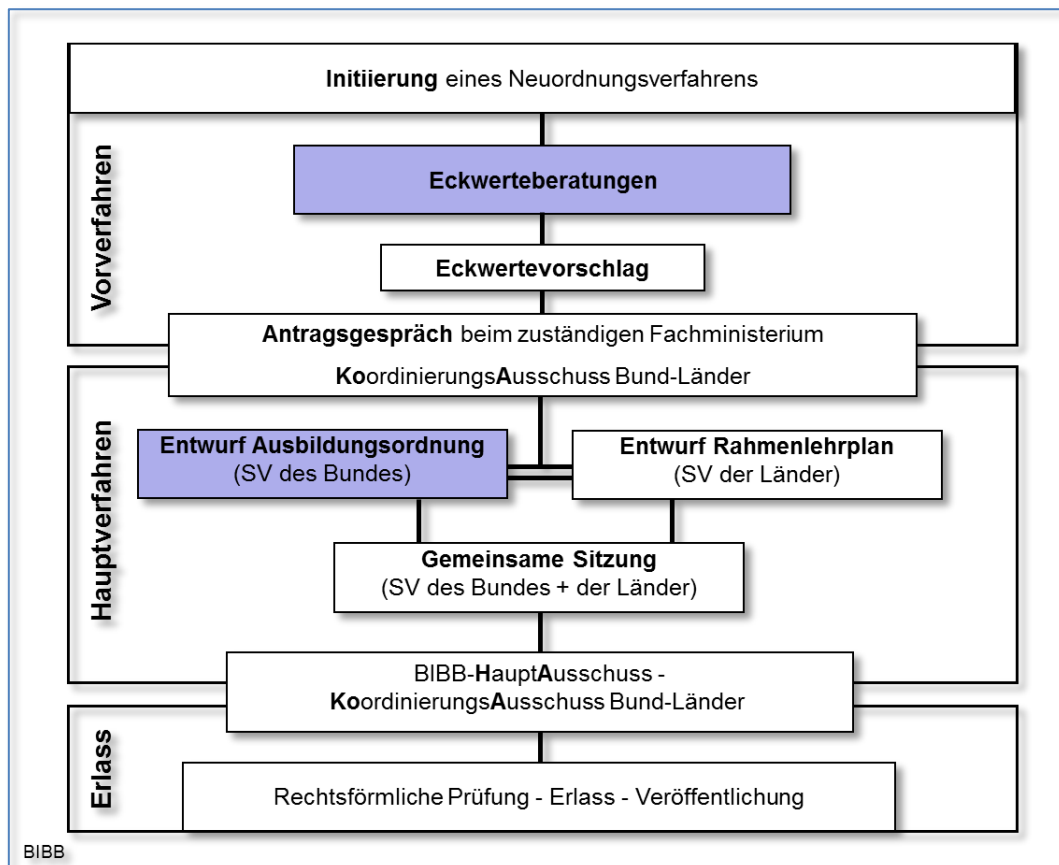 Initiierung eines Neuordnungsverfahrens
Vorverfahren
Eckwerteberatungen
Eckwertevorschlag
Antragsgespräch beim zuständigen Fachministerium
KoordinierungsAusschuss Bund-Länder
Hauptverfahren
Entwurf Ausbildungsordnung
(SV des Bundes)
Entwurf Rahmenlehrplan
(SV der Länder)
Gemeinsame Sitzung
(SV des Bundes + der Länder)
BIBB-HauptAusschuss -
KoordinierungsAusschuss Bund-Länder
Erlass
Rechtsförmliche Prüfung - Erlass - Veröffentlichung
BIBB